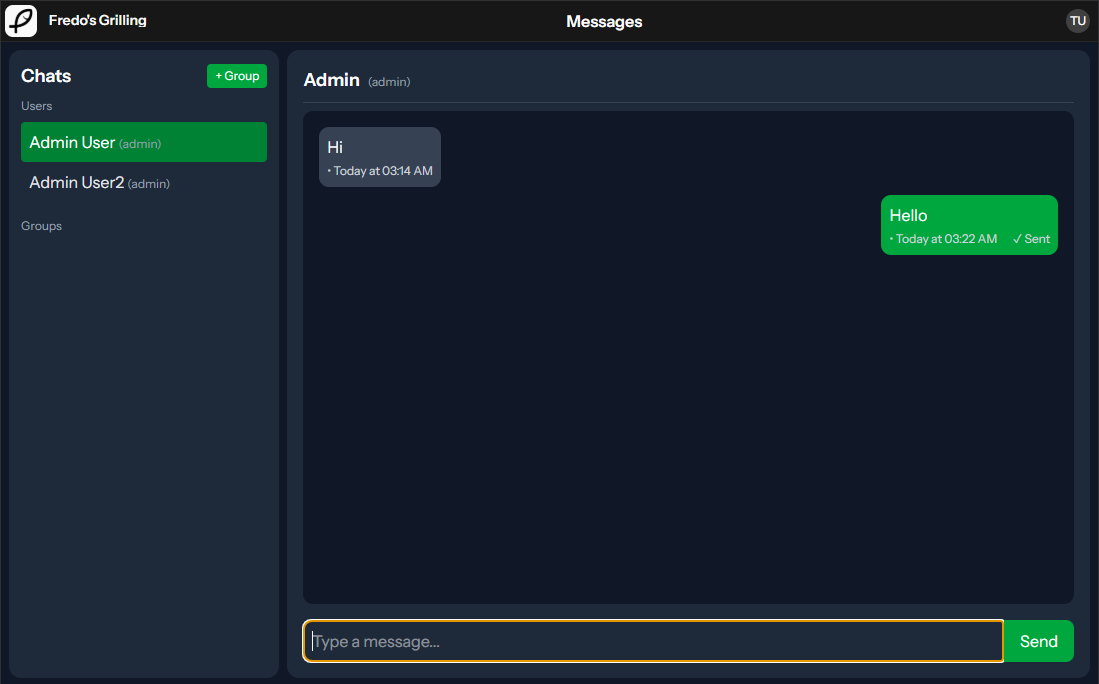 Fredo's Grilling
Messages
TU
Chats
+ Group
Users
Admin User (admin)
Admin User2 (admin)
Groups
Admin (admin)
Hi
• Today at 03:14 AM
Hello
• Today at 03:22 AM ✓ Sent
Type a message...
Send